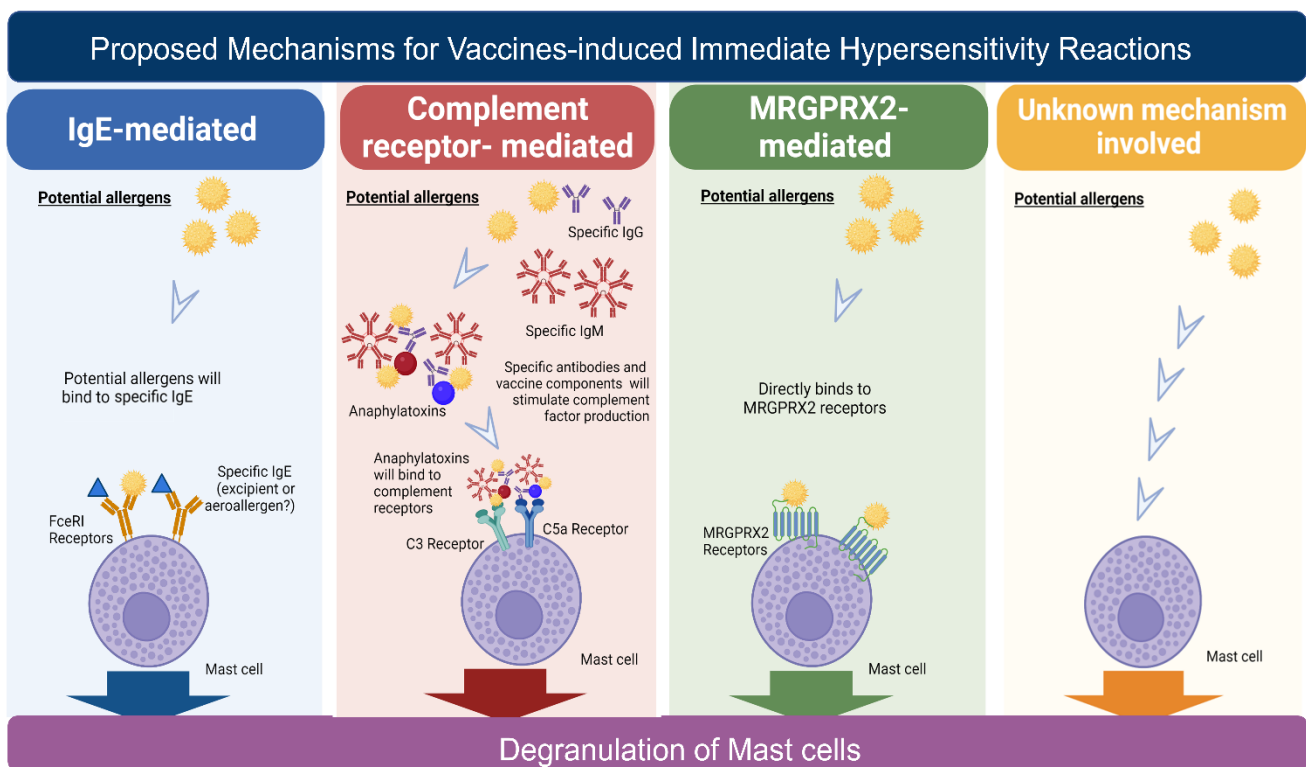 Proposed Mechanisms for Vaccines-induced Immediate Hypersensitivity Reactions
IgE-mediated
Potential allergens
Potential allergens will
bind to specific IgE
Specific IgE
(excipient or
aeroallergen?)
FceRI
Receptors
Mast cell
Complement
receptor- mediated
Potential allergens
Specific IgG
Specific IgM
Specific antibodies and
vaccine components will
stimulate complement
factor production
Anaphylatoxins
Anaphylatoxins
will bind to
complement
receptors
C3 Receptor
C5a Receptor
Mast cell
MRGPRX2-
mediated
Potential allergens
Directly binds to
MRGPRX2 receptors
MRGPRX2
Receptors
Mast cell
Unknown mechanism
involved
Potential allergens
Mast cell
Degranulation of Mast cells